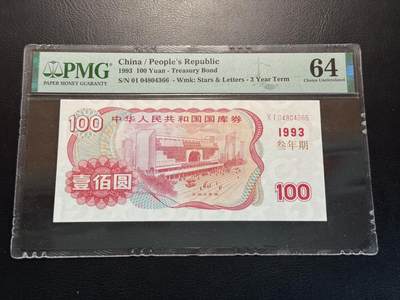 PMG
PAPER MONEY GUARANTY
China / People's Republic
1993 100 Yuan - Treasury Bond
S/N 01 04804366 - Wmk: Stars & Letters - 3 Year Term
64
Choice Uncirculated
100
中华人民共和国国库券
04804366
1993
叁年期
壹佰圆
100